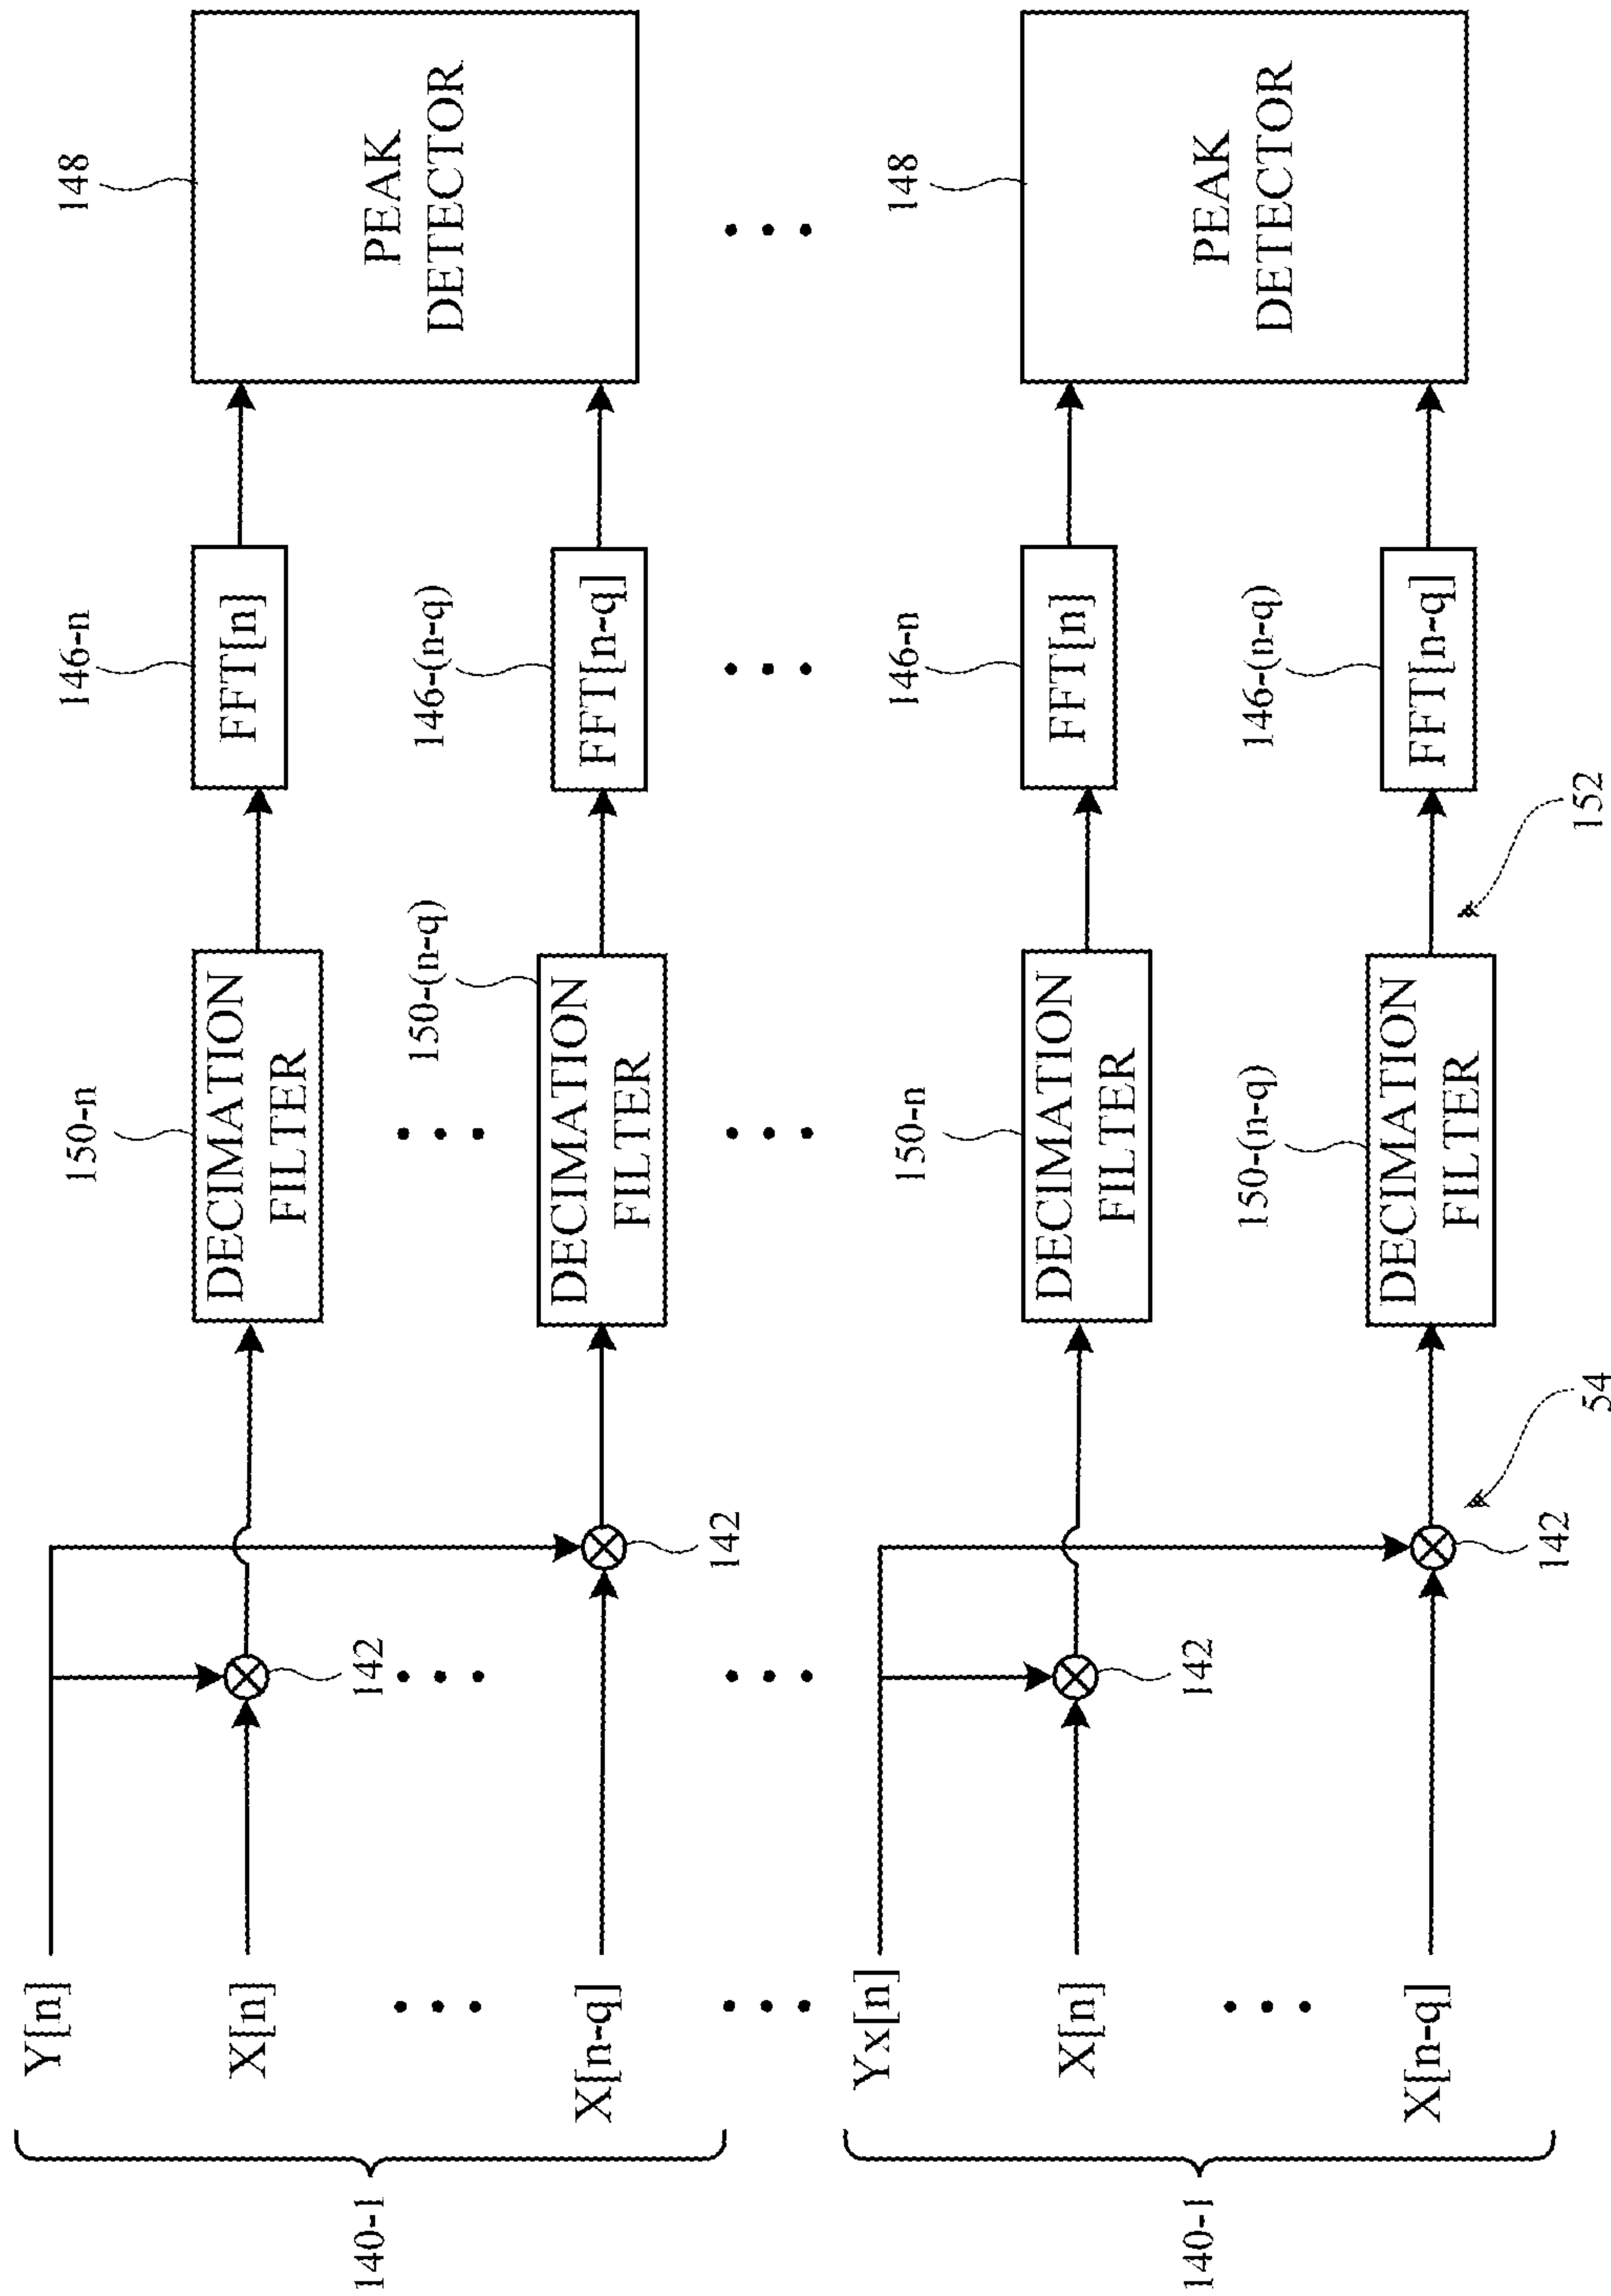 140-1
Y[n]
X[n]
X[n-q]
142
142
150-n
DECIMATION
FILTER
150-(n-q)
DECIMATION
FILTER
146-n
FFT[n]
146-(n-q)
FFT[n-q]
148
PEAK
DETECTOR
140-1
Yx[n]
X[n]
X[n-q]
142
142
54
150-n
DECIMATION
FILTER
150-(n-q)
DECIMATION
FILTER
152
146-n
FFT[n]
146-(n-q)
FFT[n-q]
148
PEAK
DETECTOR